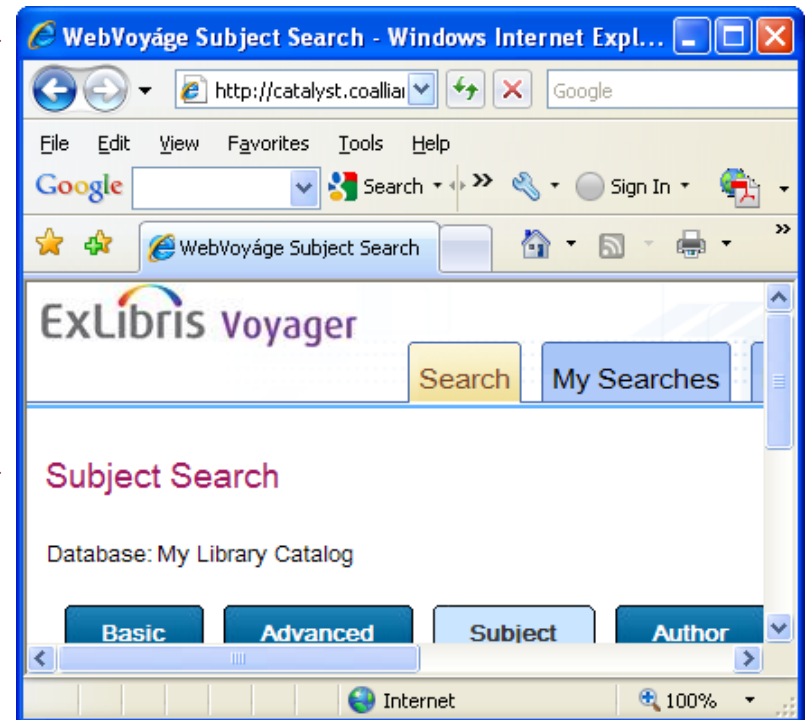 WebVoyáge Subject Search - Windows Internet Expl...
http://catalyst.coallia
Google
File Edit View Favorites Tools Help
Google Search Sign In
WebVoyáge Subject Search
ExLibris Voyager
Search My Searches
Subject Search
Database: My Library Catalog
Basic Advanced Subject Author
Internet 100%